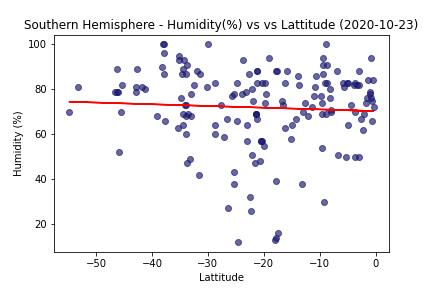 Southern Hemisphere - Humidity(%) vs vs Lattitude (2020-10-23)
100
80
60
40
20
Humidity (%)
−50 −40 −30 −20 −10 0
Lattitude